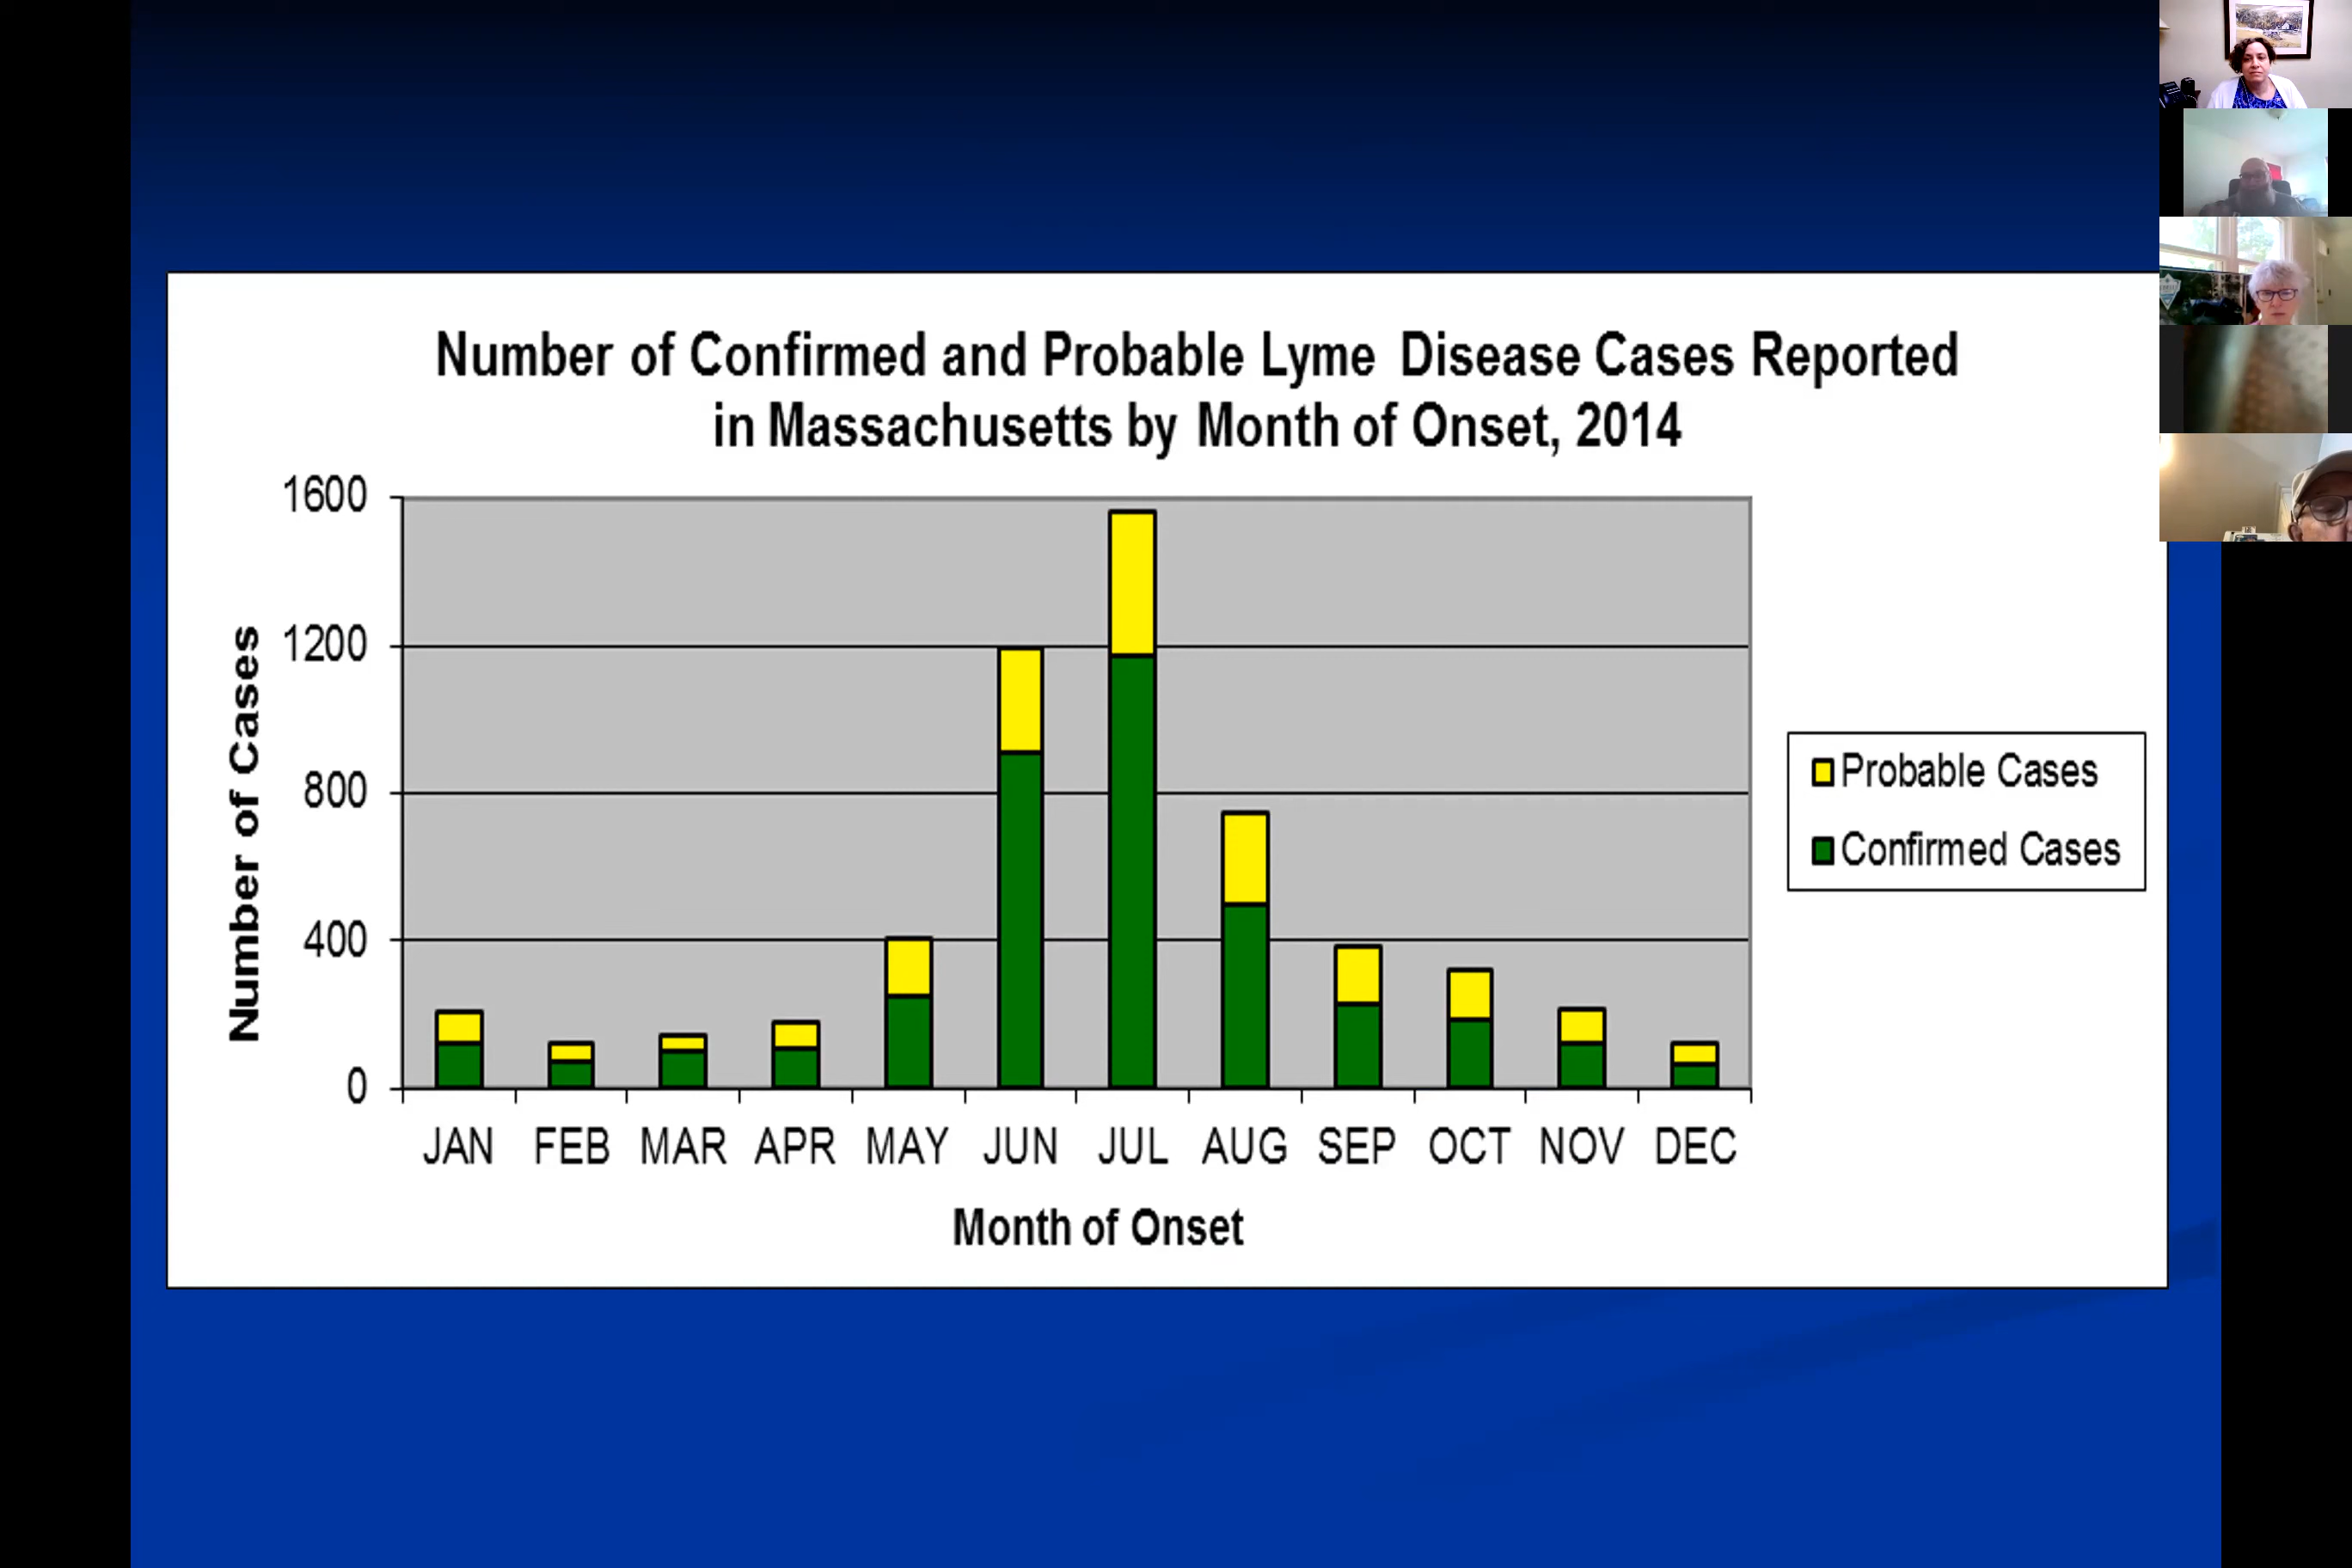 Number of Confirmed and Probable Lyme Disease Cases Reported
in Massachusetts by Month of Onset, 2014
1600
1200
800
400
0
Number of Cases
JAN FEB MAR APR MAY JUN JUL AUG SEP OCT NOV DEC
Month of Onset
Probable Cases
Confirmed Cases